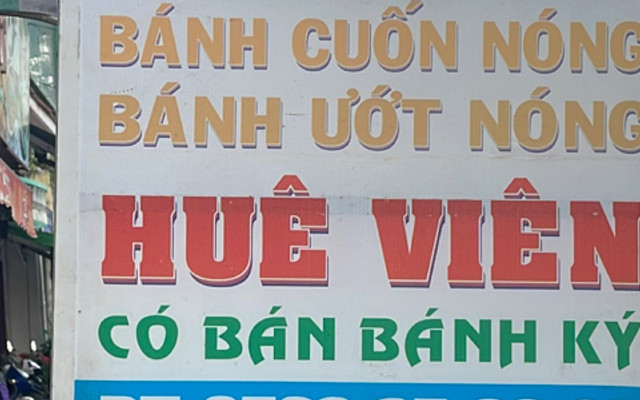 BÁNH CUỐN NÓNG
BÁNH ƯỚT NÓNG
HUÊ VIÊN
CÓ BÁN BÁNH KÝ